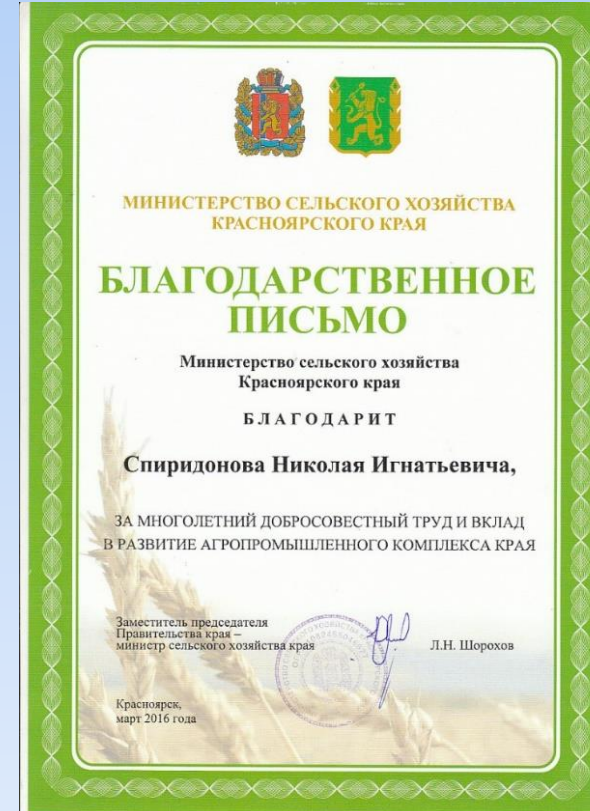 МИНИСТЕРСТВО СЕЛЬСКОГО ХОЗЯЙСТВА
КРАСНОЯРСКОГО КРАЯ
БЛАГОДАРСТВЕННОЕ
ПИСЬМО
Министерство сельского хозяйства
Красноярского края
БЛАГОДАРИТ
Спиридонова Николая Игнатьевича,
ЗА МНОГОЛЕТНИЙ ДОБРОСОВЕСТНЫЙ ТРУД И ВКЛАД
В РАЗВИТИЕ АГРОПРОМЫШЛЕННОГО КОМПЛЕКСА КРАЯ
Заместитель председателя
Правительства края –
министр сельского хозяйства края
Л.Н. Шорохов
Красноярск,
март 2016 года